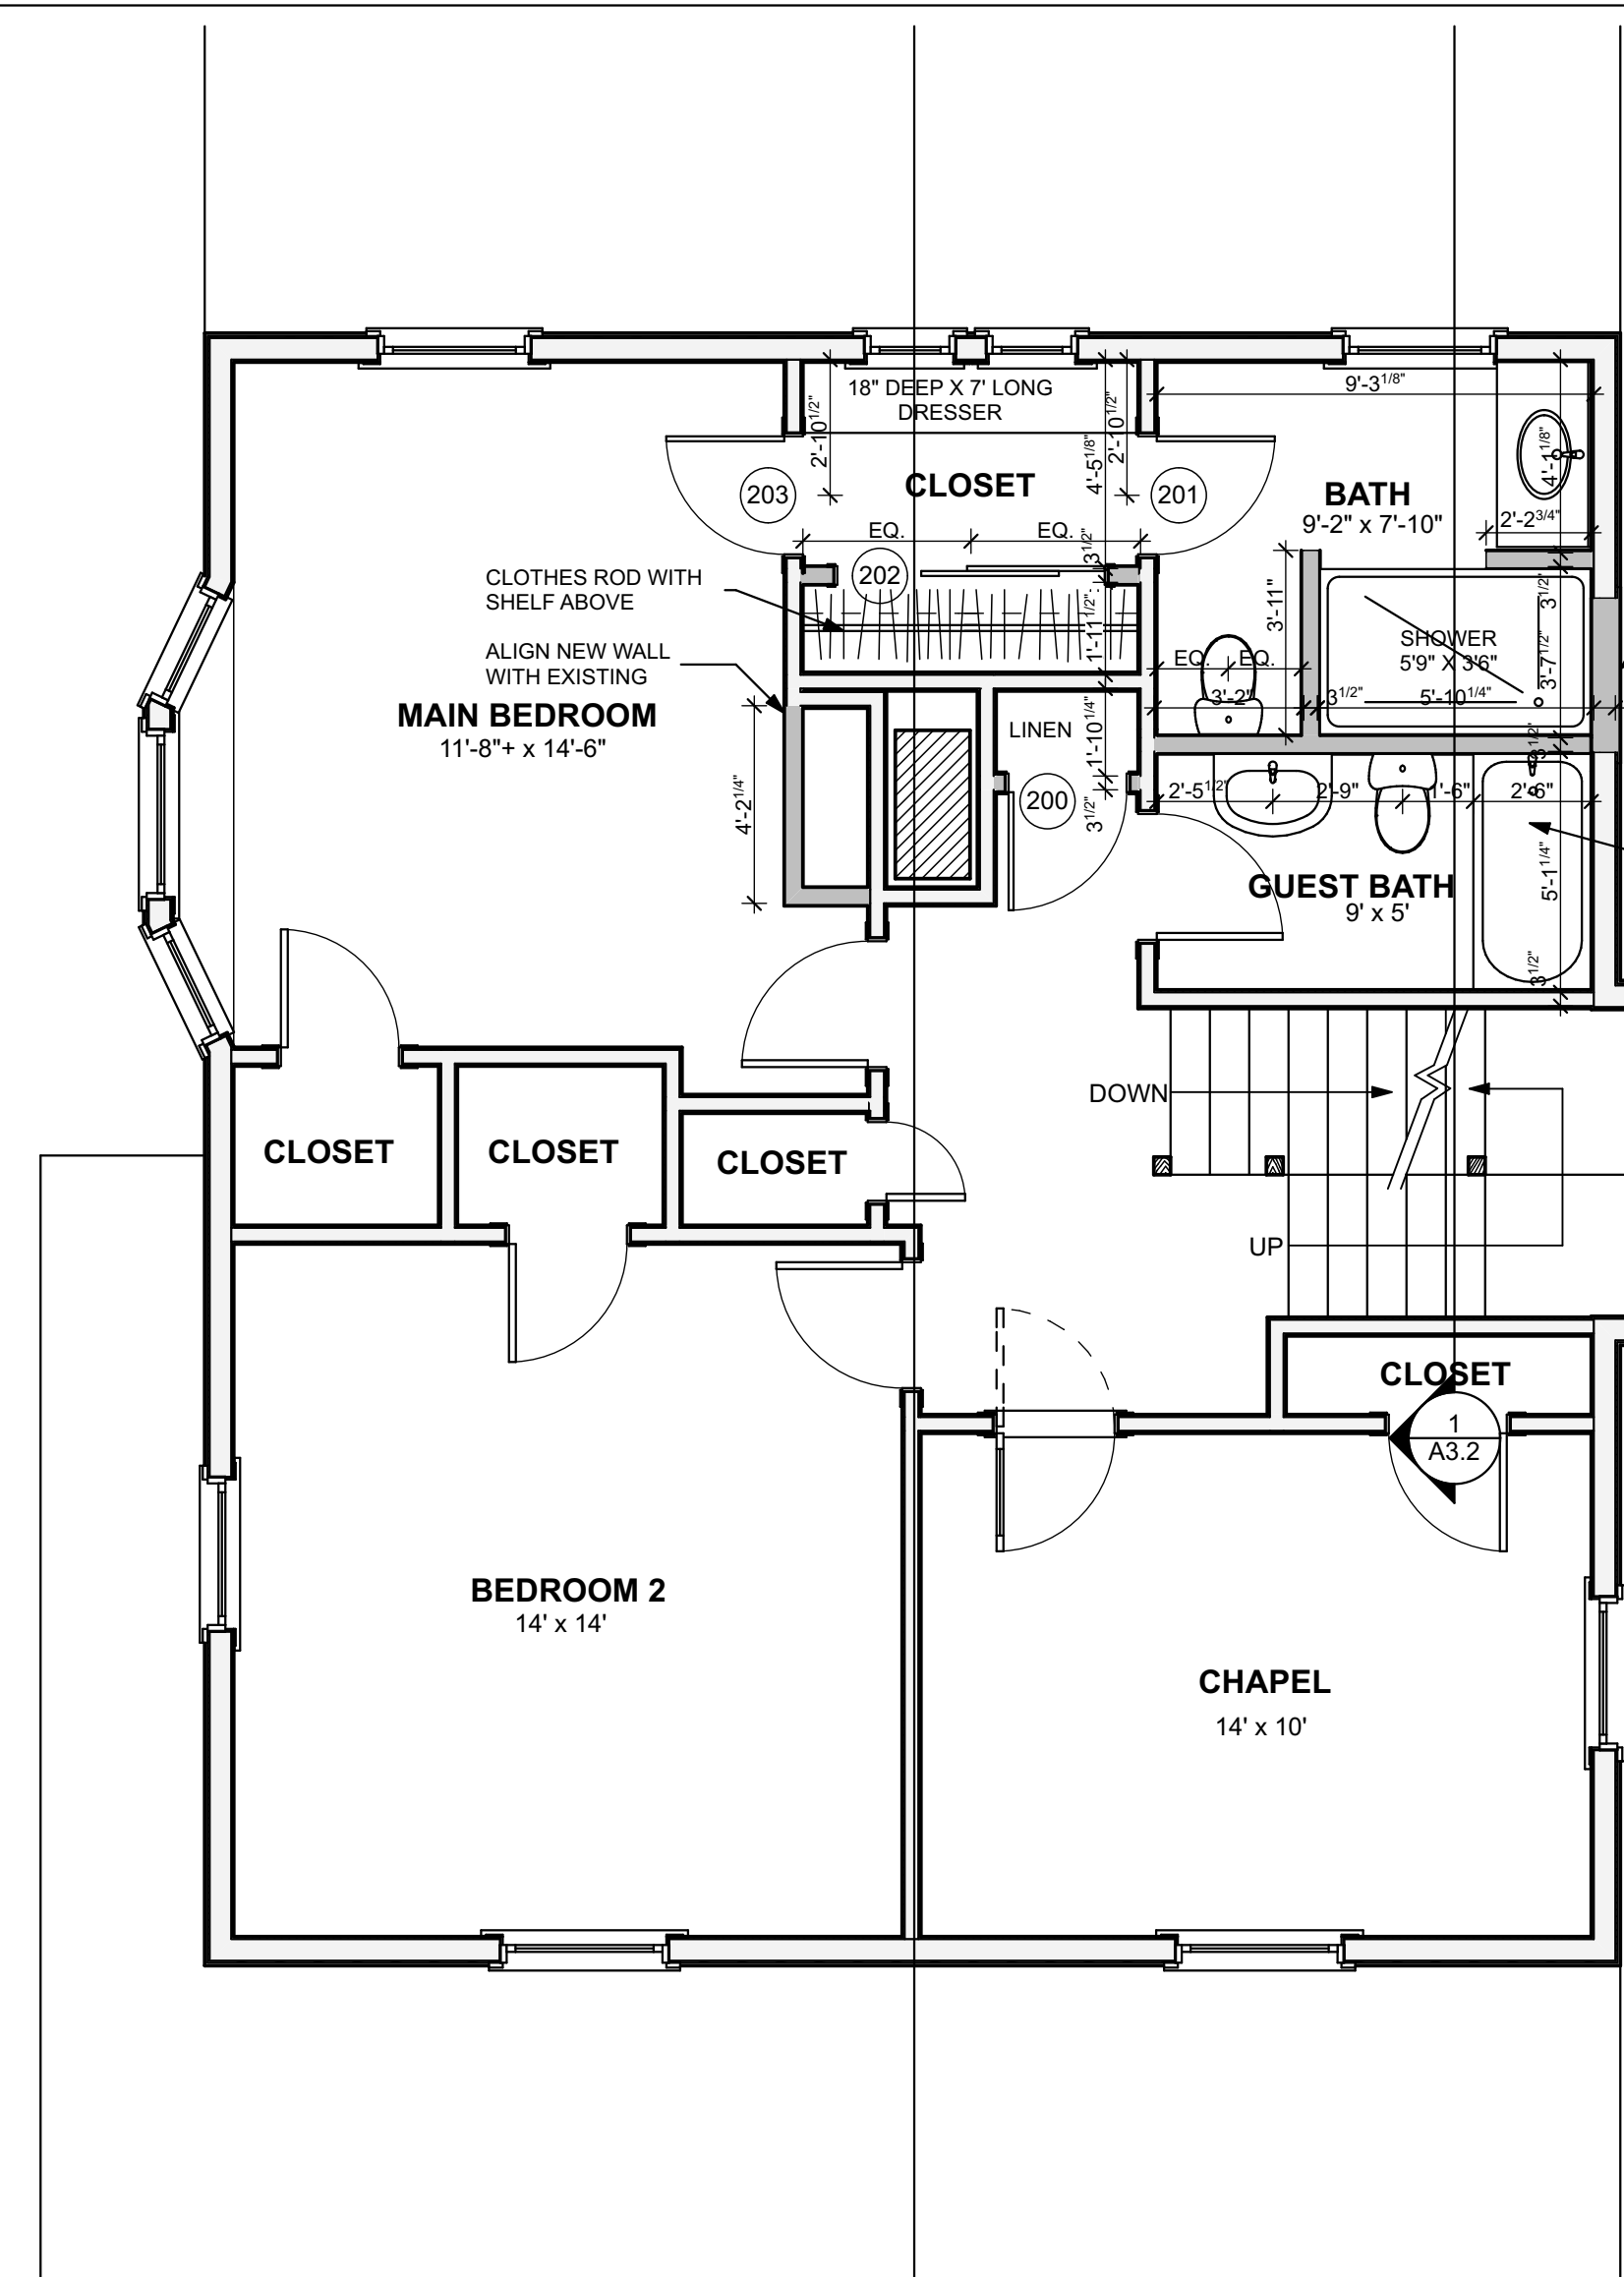 9'-3 1/8"
18" DEEP X 7' LONG
DRESSER
2'-10 1/2"
4'-5 1/8"
2'-10 1/2"
4'-1 1/8"
203
CLOSET
201
BATH
9'-2" x 7'-10"
2'-2 3/4"
EQ.
EQ.
3 1/2"
202
CLOTHES ROD WITH
SHELF ABOVE
3'-11"
3 1/2"
1'-11 1/2"
SHOWER
5'9" X 3'6"
3'-7 1/2"
ALIGN NEW WALL
WITH EXISTING
EQ.
EQ.
3'-2"
3 1/2"
5'-10 1/4"
MAIN BEDROOM
11'-8"+ x 14'-6"
LINEN
1'-10 1/4"
3 1/2"
4'-2 1/4"
200
3 1/2"
2'-5 1/2"
2'-9"
1'-6"
2'-6"
GUEST BATH
9' x 5'
5'-1 1/4"
3 1/2"
DOWN
CLOSET
CLOSET
CLOSET
UP
CLOSET
1
A3.2
BEDROOM 2
14' x 14'
CHAPEL
14' x 10'